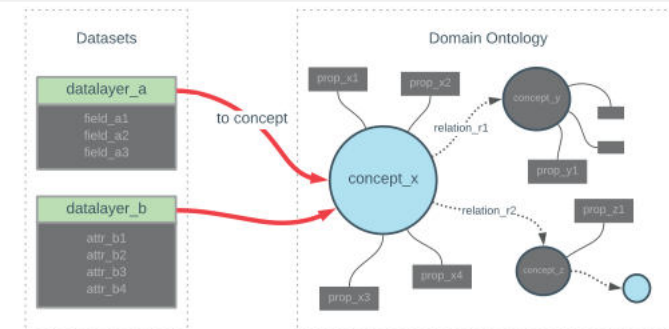 Datasets
Domain Ontology
datalayer_a
field_a1
field_a2
field_a3
to concept
datalayer_b
attr_b1
attr_b2
attr_b3
attr_b4
prop_x1
prop_x2
concept_x
prop_x3
prop_x4
relation_r1
concept_y
prop_y1
relation_r2
prop_z1
concept_z